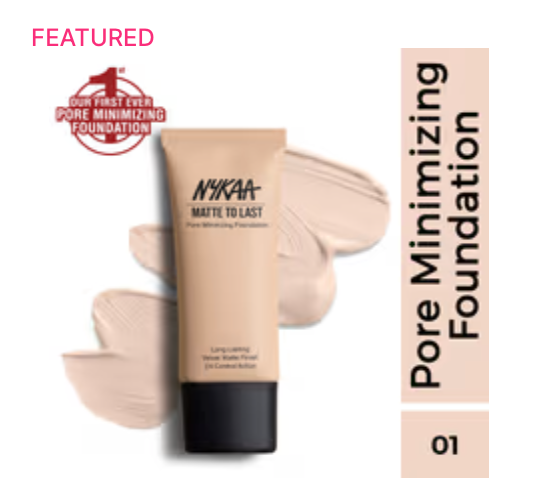 FEATURED
1st
OUR FIRST EVER
PORE MINIMIZING
FOUNDATION
NYKAA
MATTE TO LAST
Pore Minimizing Foundation
Long Lasting
Velvet Matte Finish
Oil Control Action
Pore Minimizing
Foundation
01